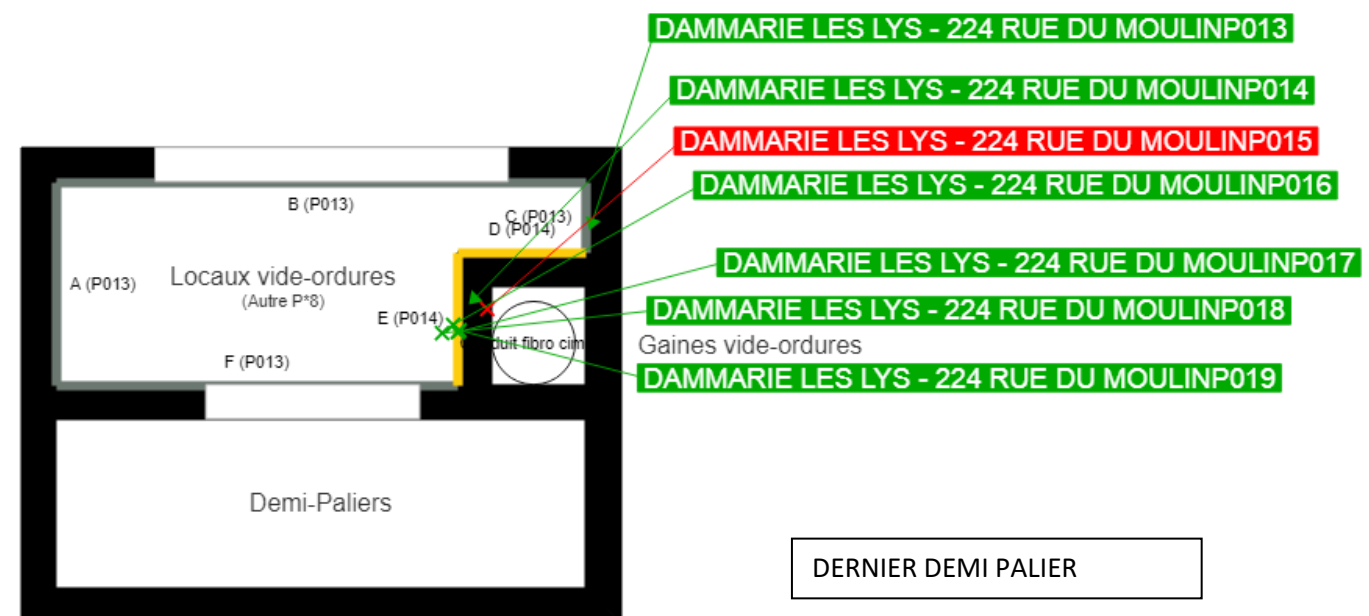 DAMMARIE LES LYS - 224 RUE DU MOULINP013
DAMMARIE LES LYS - 224 RUE DU MOULINP014
DAMMARIE LES LYS - 224 RUE DU MOULINP015
DAMMARIE LES LYS - 224 RUE DU MOULINP016
B (P013)
C (P013)
D (P014)
DAMMARIE LES LYS - 224 RUE DU MOULINP017
Locaux vide-ordures
A (P013)
(Autre P*8)
DAMMARIE LES LYS - 224 RUE DU MOULINP018
E (P014)
duit fibro cim
Gaines vide-ordures
F (P013)
DAMMARIE LES LYS - 224 RUE DU MOULINP019
Demi-Paliers
DERNIER DEMI PALIER